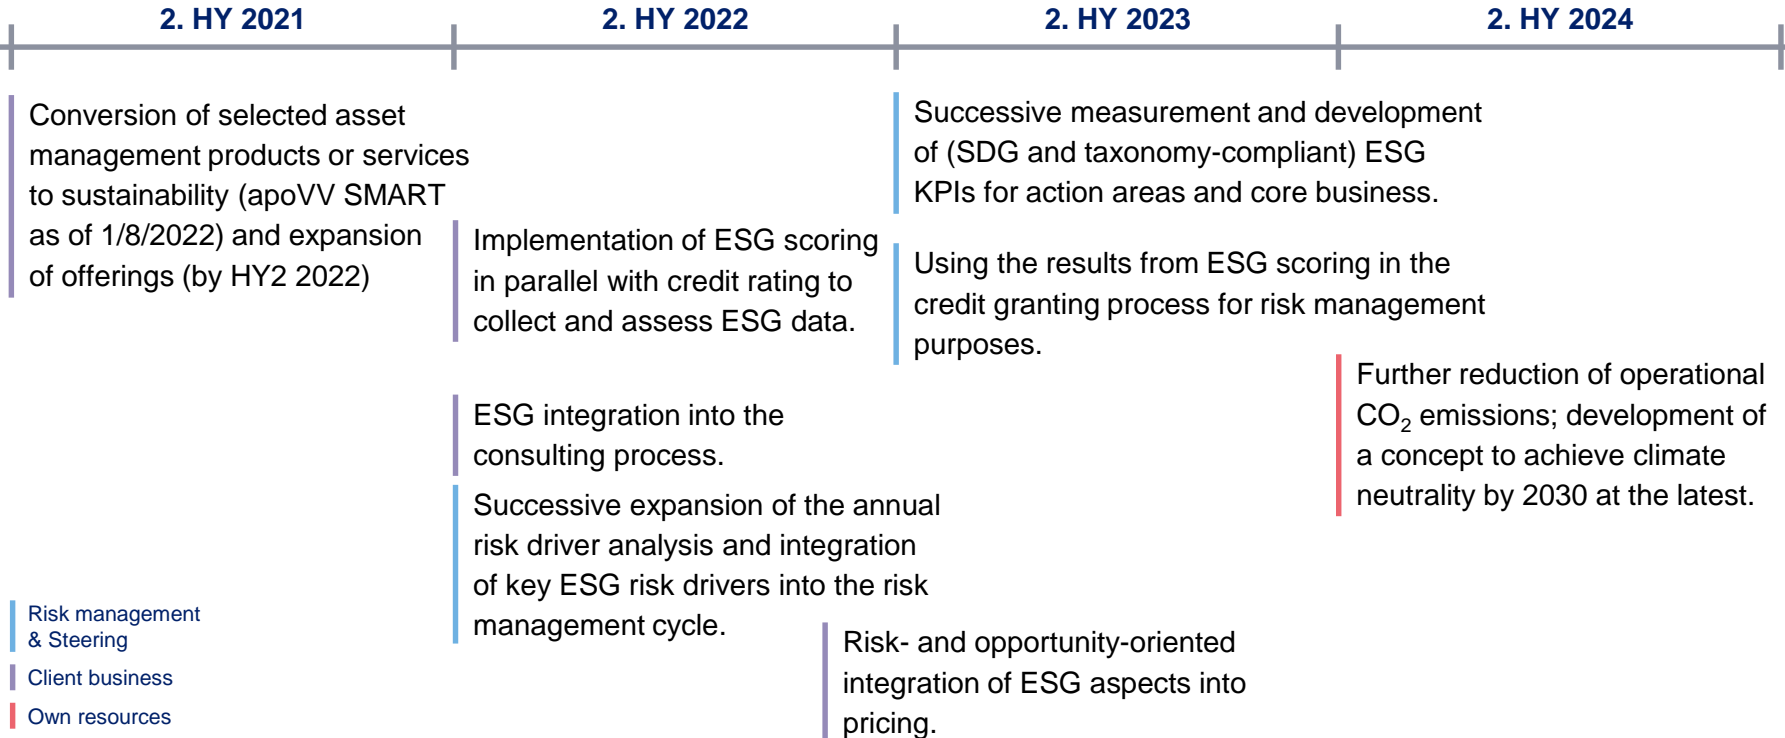 2. HY 2021
2. HY 2022
2. HY 2023
2. HY 2024
Conversion of selected asset
management products or services
to sustainability (apoVV SMART
as of 1/8/2022) and expansion
of offerings (by HY2 2022)
Implementation of ESG scoring
in parallel with credit rating to
collect and assess ESG data.
ESG integration into the
consulting process.
Successive expansion of the annual
risk driver analysis and integration
of key ESG risk drivers into the risk
management cycle.
Successive measurement and development
of (SDG and taxonomy-compliant) ESG
KPIs for action areas and core business.
Using the results from ESG scoring in the
credit granting process for risk management
purposes.
Risk- and opportunity-oriented
integration of ESG aspects into
pricing.
Further reduction of operational
CO₂ emissions; development of
a concept to achieve climate
neutrality by 2030 at the latest.
Risk management
& Steering
Client business
Own resources